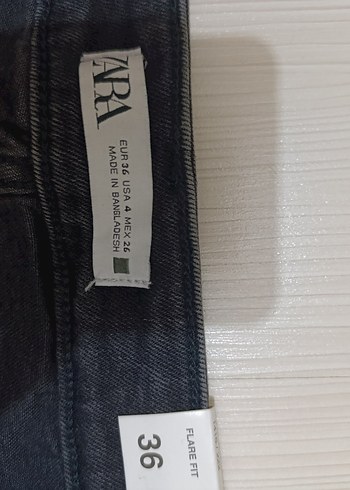 ZARA
EUR 36 USA 4 MEX 26
MADE IN BANGLADESH
FLARE FIT
36